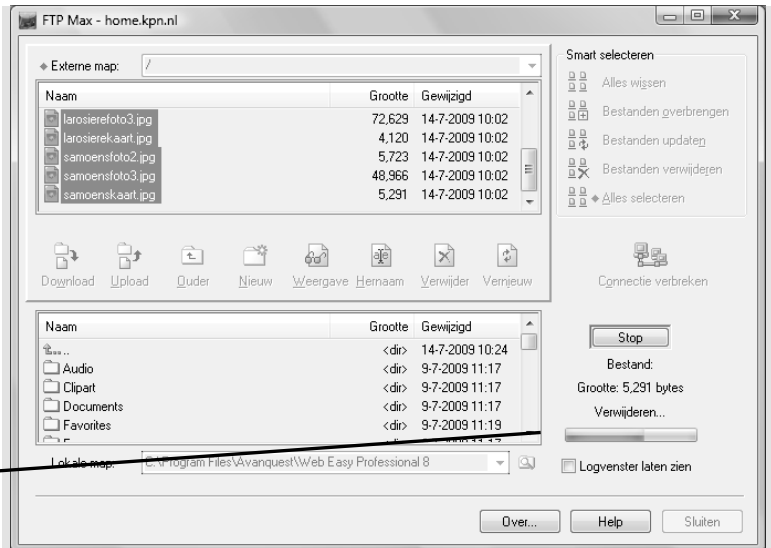 FTP Max - home.kpn.nl
Externe map: /
Naam Grootte Gewijzigd
larosierefoto3.jpg 72,629 14-7-2009 10:02
larosierekaart.jpg 4,120 14-7-2009 10:02
samoensfoto2.jpg 5,723 14-7-2009 10:02
samoensfoto3.jpg 48,966 14-7-2009 10:02
samoenskaart.jpg 5,291 14-7-2009 10:02
Smart selecteren
Alles wissen
Bestanden overbrengen
Bestanden updaten
Bestanden verwijderen
Alles selecteren
Download Upload Ouder Nieuw Weergave Hernaam Verwijder Vernieuw
Connectie verbreken
Naam Grootte Gewijzigd
.. <dir> 14-7-2009 10:24
Audio <dir> 9-7-2009 11:17
Clipart <dir> 9-7-2009 11:17
Documents <dir> 9-7-2009 11:17
Favorites <dir> 9-7-2009 11:19
Stop
Bestand:
Grootte: 5,291 bytes
Verwijderen...
Lokale map: C:\Program Files\Avanquest\Web Easy Professional 8
Logvenster laten zien
Over... Help Sluiten